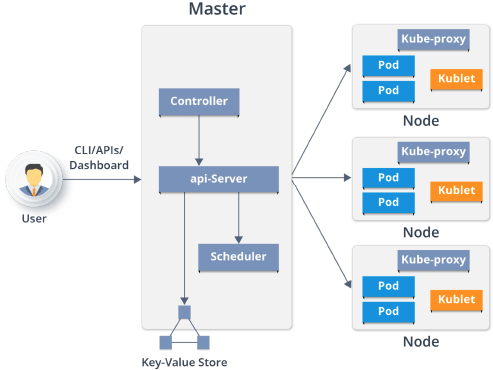 Master
Controller
api-Server
Scheduler
Key-Value Store
CLI/APIs/
Dashboard
User
Kube-proxy
Pod
Pod
Kublet
Node
Kube-proxy
Pod
Pod
Kublet
Node
Kube-proxy
Pod
Pod
Kublet
Node